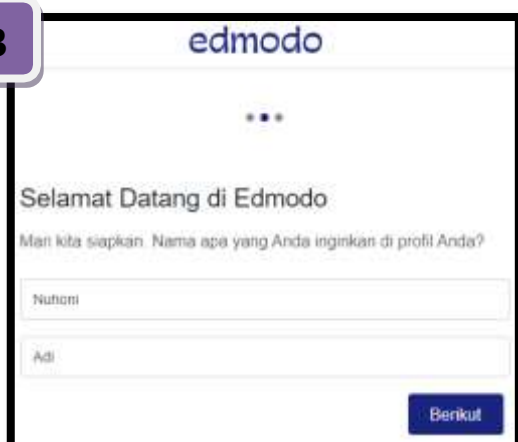 3
edmodo
Selamat Datang di Edmodo
Mari kita siapkan. Nama apa yang Anda inginkan di profil Anda?
Adi
Berikut